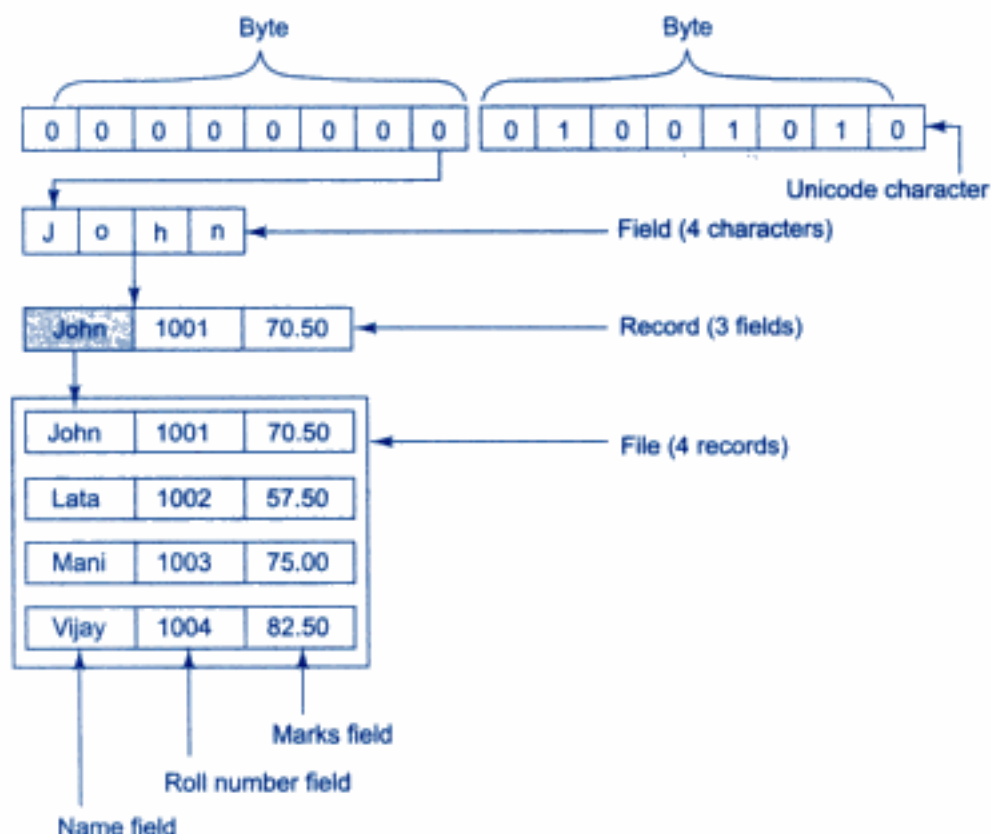 Byte Byte
0 0 0 0 0 0 0 0 0 1 0 0 1 0 1 0
Unicode character
J o h n Field (4 characters)
John 1001 70.50 Record (3 fields)
John 1001 70.50 File (4 records)
Lata 1002 57.50
Mani 1003 75.00
Vijay 1004 82.50
Marks field
Roll number field
Name field